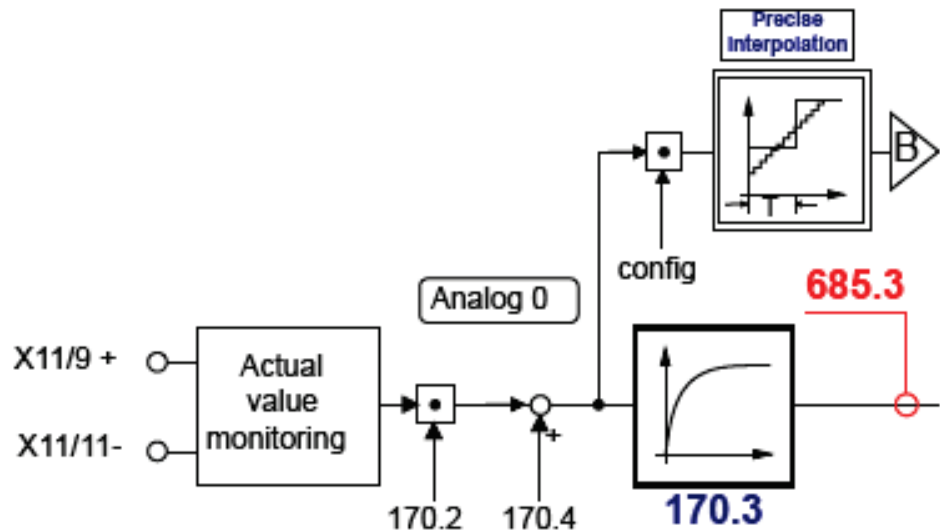 Precise
interpolation
B
T
config
685.3
Analog 0
X11/9 +
Actual
value
monitoring
X11/11-
+
170.2
170.4
170.3